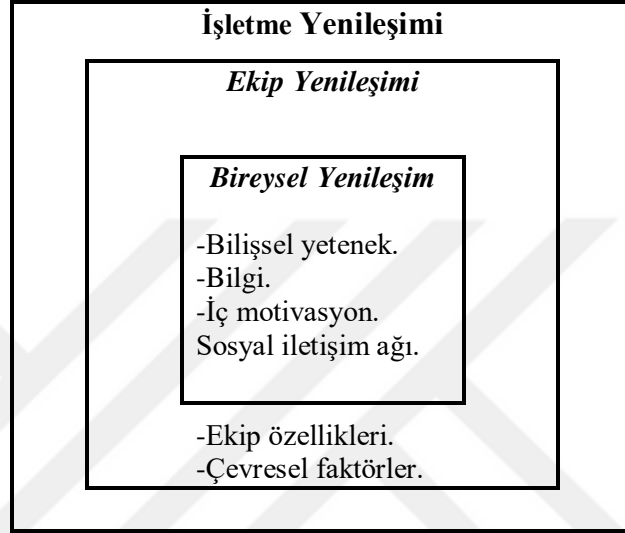 İşletme Yenileşimi
Ekip Yenileşimi
Bireysel Yenileşim
-Bilişsel yetenek.
-Bilgi.
-İç motivasyon.
Sosyal iletişim ağı.
-Ekip özellikleri.
-Çevresel faktörler.